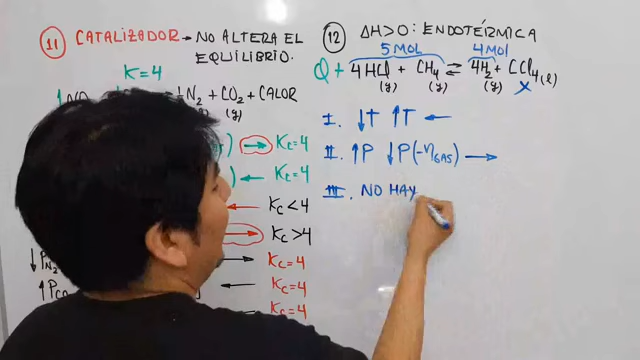 11 CATALIZADOR → NO ALTERA EL
EQUILIBRIO.
K = 4
N₂ + CO₂ + CALOR
(g)
→ Kc = 4
← Kc = 4
← Kc < 4
→ Kc > 4
↓P N₂ → Kc = 4
↑P CO ← Kc = 4
Kc = 4
12 ΔH>0 : ENDOTÉRMICA
5 MOL 4 MOL
Q + 4 HCl + CH₄ ⇌ 4H₂ + CCl₄(l)
(g) (g) (g) X
I. ↓T ↑T ←
II. ↑P ↓P (-n GAS) →
III. NO HAY